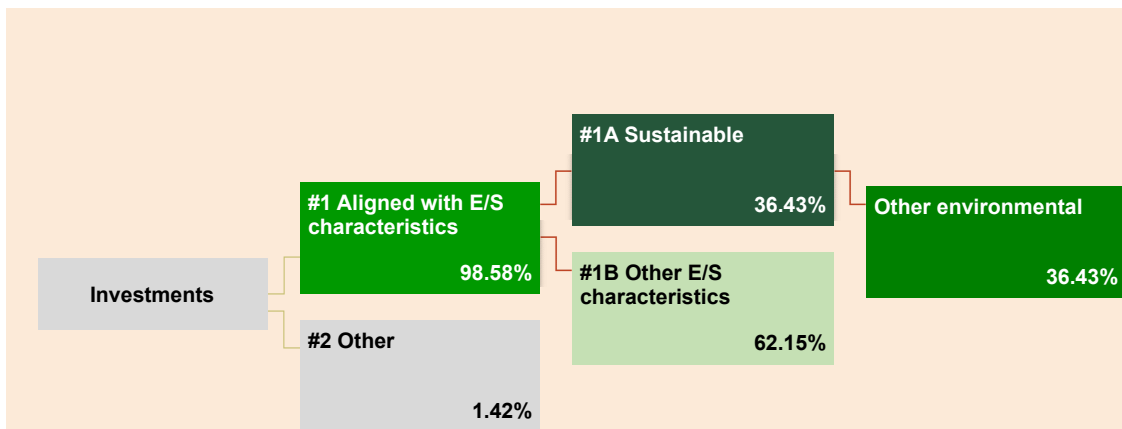 Investments
#1 Aligned with E/S
characteristics
98.58%
#2 Other
1.42%
#1A Sustainable
36.43%
#1B Other E/S
characteristics
62.15%
Other environmental
36.43%